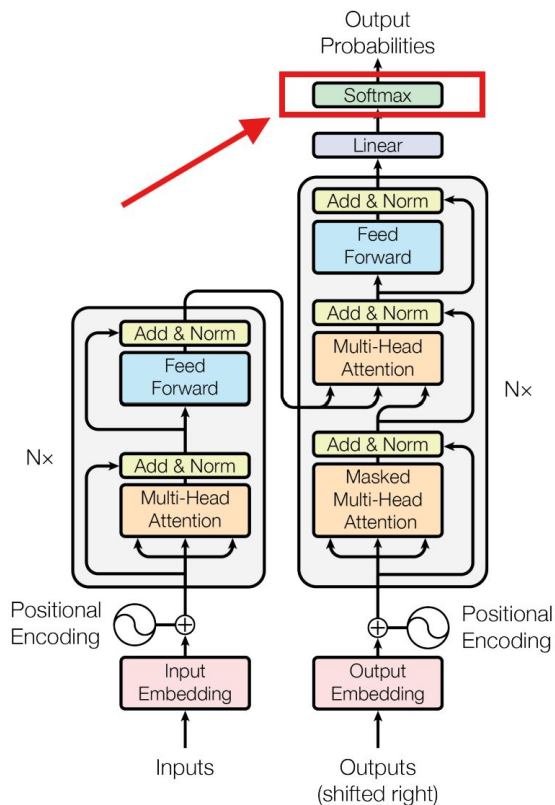 Output
Probabilities
Softmax
Linear
Add & Norm
Feed
Forward
Add & Norm
Multi-Head
Attention
Add & Norm
Masked
Multi-Head
Attention
Nx
Add & Norm
Feed
Forward
Add & Norm
Multi-Head
Attention
Nx
Positional
Encoding
Positional
Encoding
Input
Embedding
Output
Embedding
Inputs
Outputs
(shifted right)